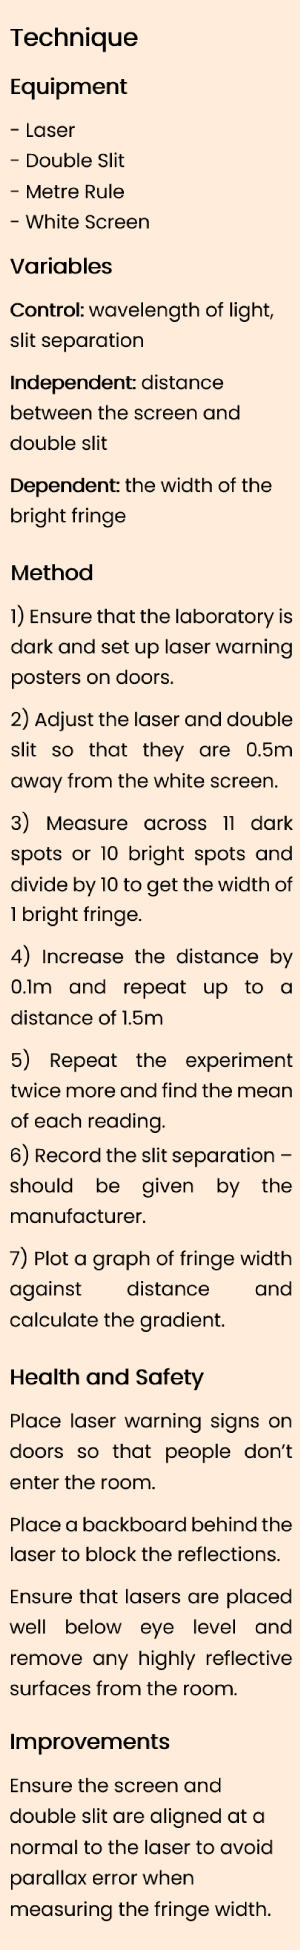 Technique
Equipment
- Laser
- Double Slit
- Metre Rule
- White Screen
Variables
Control: wavelength of light,
slit separation
Independent: distance
between the screen and
double slit
Dependent: the width of the
bright fringe
Method
1) Ensure that the laboratory is
dark and set up laser warning
posters on doors.
2) Adjust the laser and double
slit so that they are 0.5m
away from the white screen.
3) Measure across 11 dark
spots or 10 bright spots and
divide by 10 to get the width of
1 bright fringe.
4) Increase the distance by
0.1m and repeat up to a
distance of 1.5m
5) Repeat the experiment
twice more and find the mean
of each reading.
6) Record the slit separation –
should be given by the
manufacturer.
7) Plot a graph of fringe width
against distance and
calculate the gradient.
Health and Safety
Place laser warning signs on
doors so that people don't
enter the room.
Place a backboard behind the
laser to block the reflections.
Ensure that lasers are placed
well below eye level and
remove any highly reflective
surfaces from the room.
Improvements
Ensure the screen and
double slit are aligned at a
normal to the laser to avoid
parallax error when
measuring the fringe width.